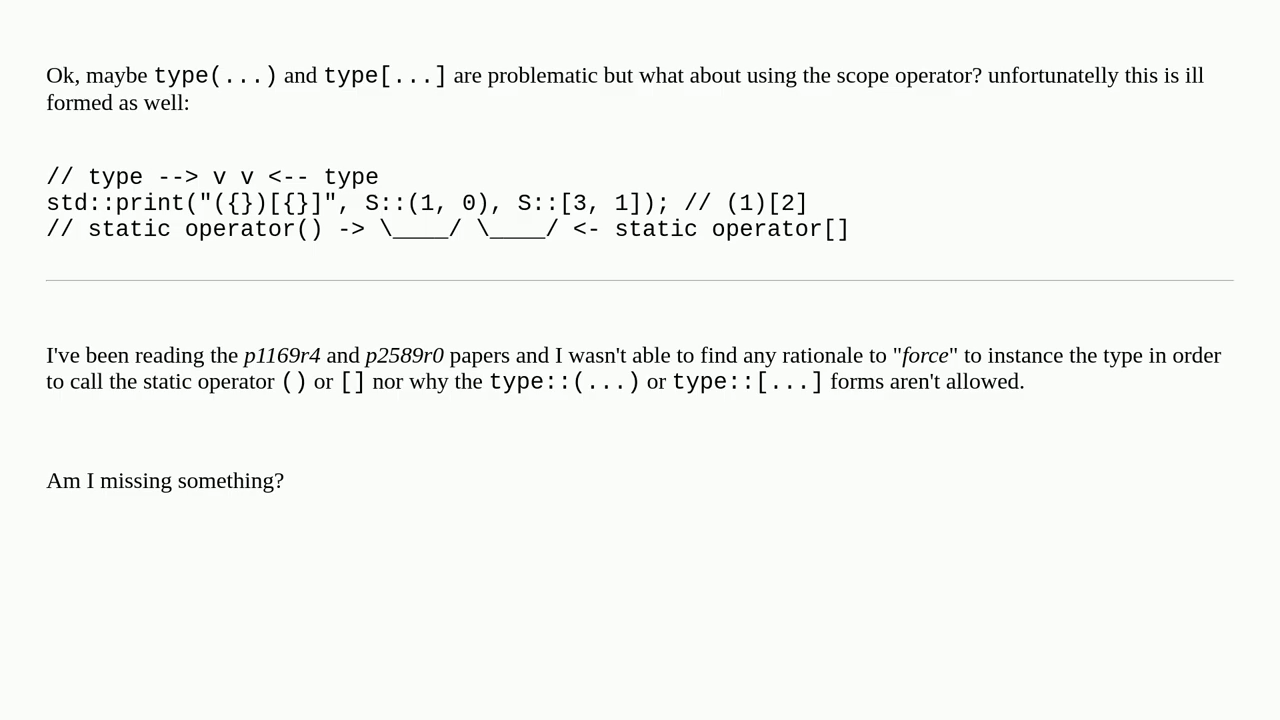 Ok, maybe type(...) and type[...] are problematic but what about using the scope operator? unfortunatelly this is ill
formed as well:
// type --> v v <-- type
std::print("({})[{}]", S::(1, 0), S::[3, 1]); // (1)[2]
// static operator() -> \____/ \____/ <- static operator[]
I've been reading the p1169r4 and p2589r0 papers and I wasn't able to find any rationale to "force" to instance the type in order
to call the static operator () or [] nor why the type::(...) or type::[...] forms aren't allowed.
Am I missing something?